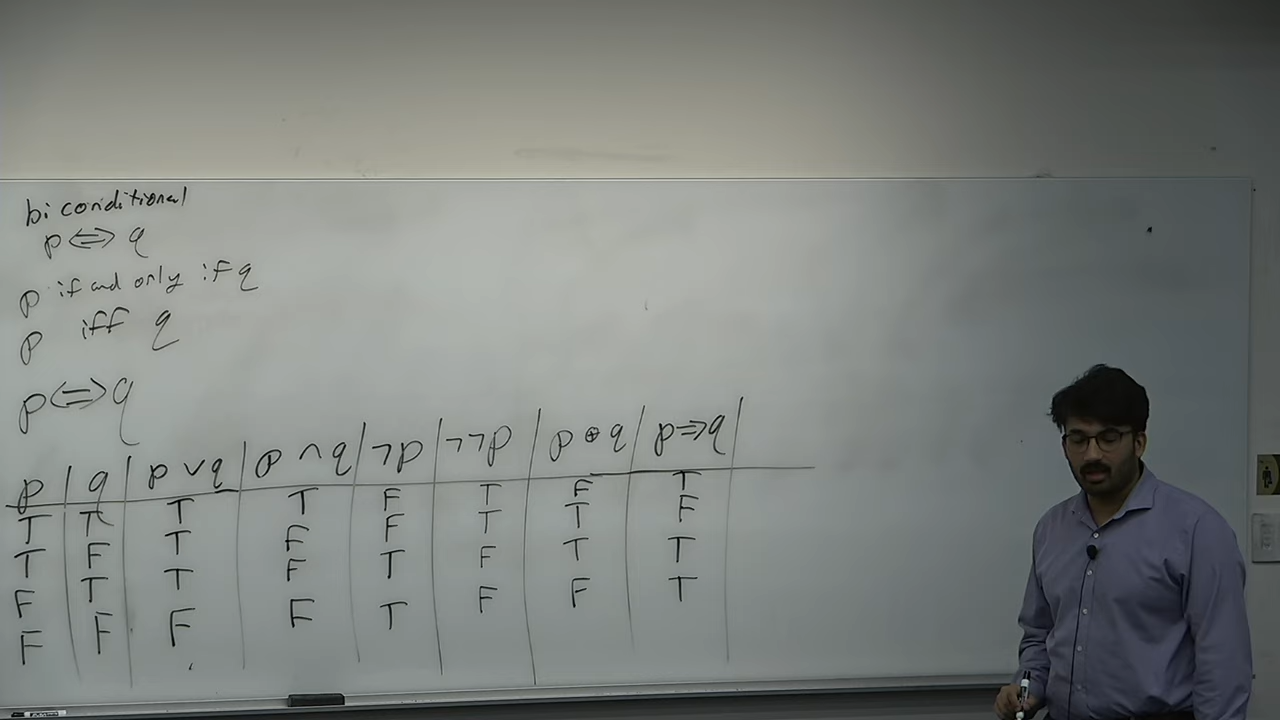 biconditional
p⇔q
p if and only if q
p iff q
p⇔q
p q p∨q p∧q ¬p ¬¬p p⊕q p⇒q
T T T T F T F T
T F T F F T T F
F T T F T F T T
F F F F T F F T